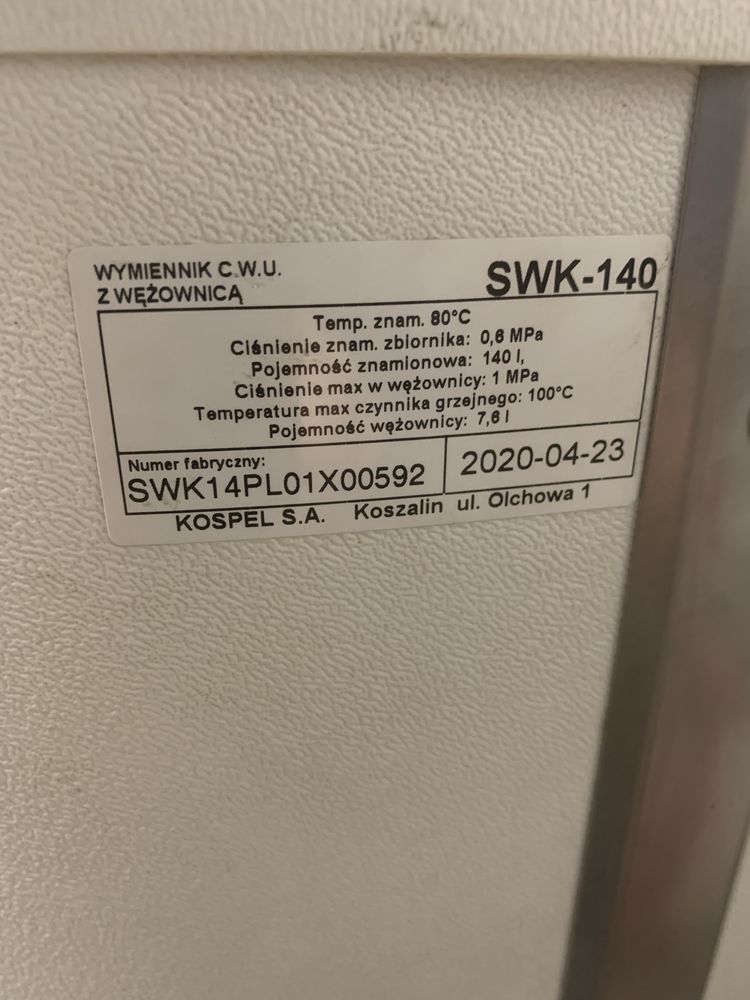 WYMIENNIK C.W.U.
Z WĘŻOWNICĄ
SWK-140
Temp. znam. 80°C
Ciśnienie znam. zbiornika: 0,6 MPa
Pojemność znamionowa: 140 l,
Ciśnienie max w wężownicy: 1 MPa
Temperatura max czynnika grzejnego: 100°C
Pojemność wężownicy: 7,6 l
Numer fabryczny:
SWK14PL01X00592
2020-04-23
KOSPEL S.A. Koszalin ul. Olchowa 1